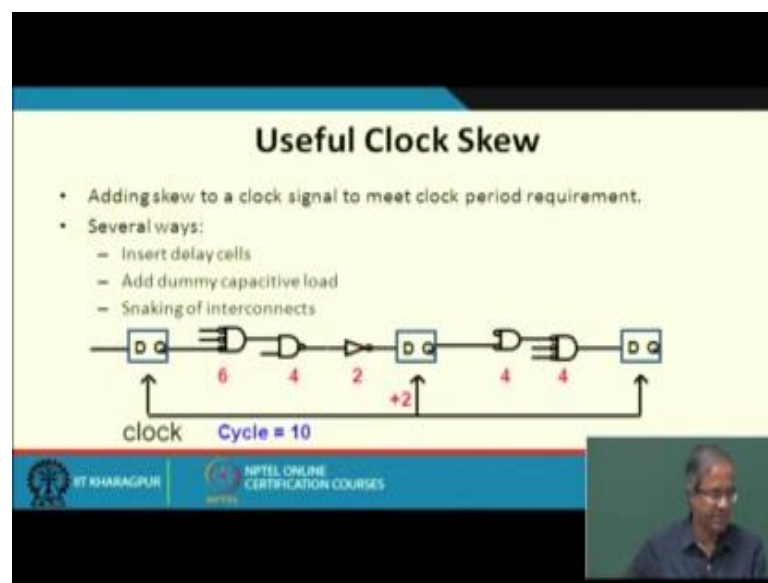 Useful Clock Skew
• Adding skew to a clock signal to meet clock period requirement.
• Several ways:
– Insert delay cells
– Add dummy capacitive load
– Snaking of interconnects
D Q
D Q
D Q
6
4
2
+2
4
4
clock
Cycle = 10
IIT KHARAGPUR
NPTEL ONLINE
CERTIFICATION COURSES
NPTEL